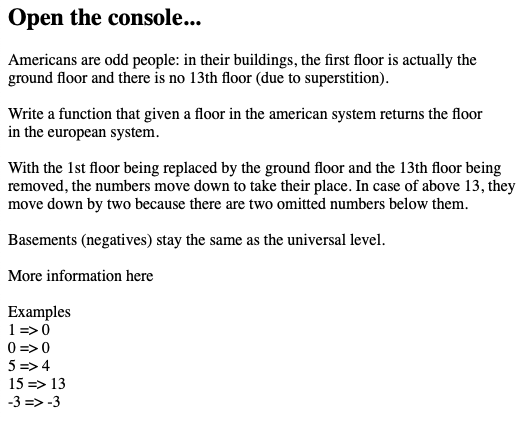 Open the console...
Americans are odd people: in their buildings, the first floor is actually the
ground floor and there is no 13th floor (due to superstition).
Write a function that given a floor in the american system returns the floor
in the european system.
With the 1st floor being replaced by the ground floor and the 13th floor being
removed, the numbers move down to take their place. In case of above 13, they
move down by two because there are two omitted numbers below them.
Basements (negatives) stay the same as the universal level.
More information here
Examples
1 => 0
0 => 0
5 => 4
15 => 13
-3 => -3